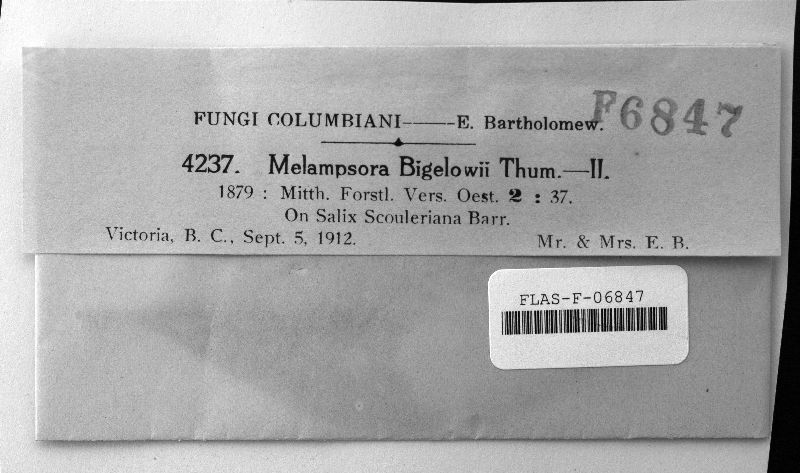 FUNGI COLUMBIANI——E. Bartholomew.
F6847
4237. Melampsora Bigelowii Thum.—II.
1879 : Mitth. Forstl. Vers. Oest. 2 : 37.
On Salix Scouleriana Barr.
Victoria, B. C., Sept. 5, 1912.
Mr. & Mrs. E. B.
FLAS-F-06847